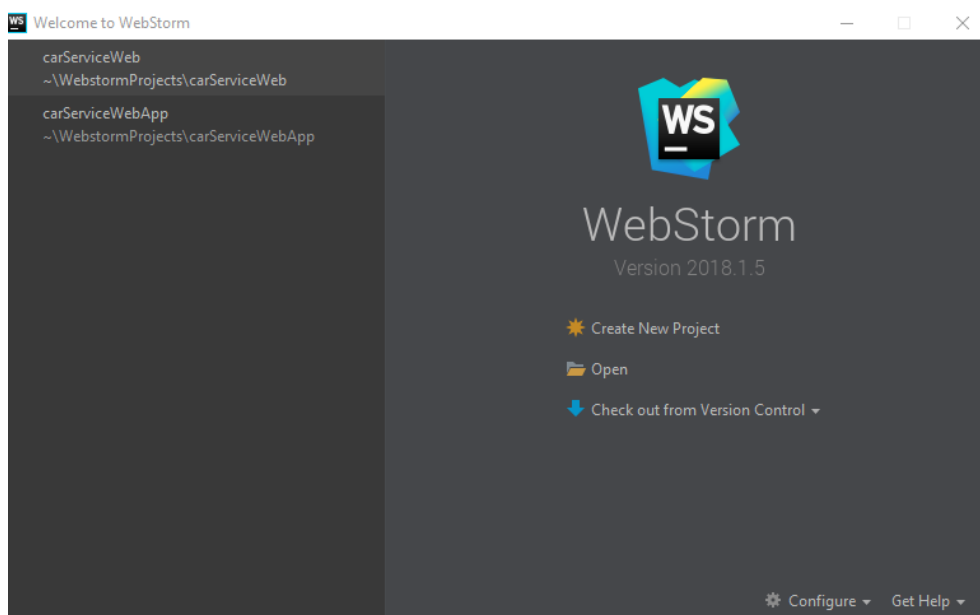 WS Welcome to WebStorm
carServiceWeb
~\WebstormProjects\carServiceWeb
carServiceWebApp
~\WebstormProjects\carServiceWebApp
WS
WebStorm
Version 2018.1.5
Create New Project
Open
Check out from Version Control
Configure
Get Help